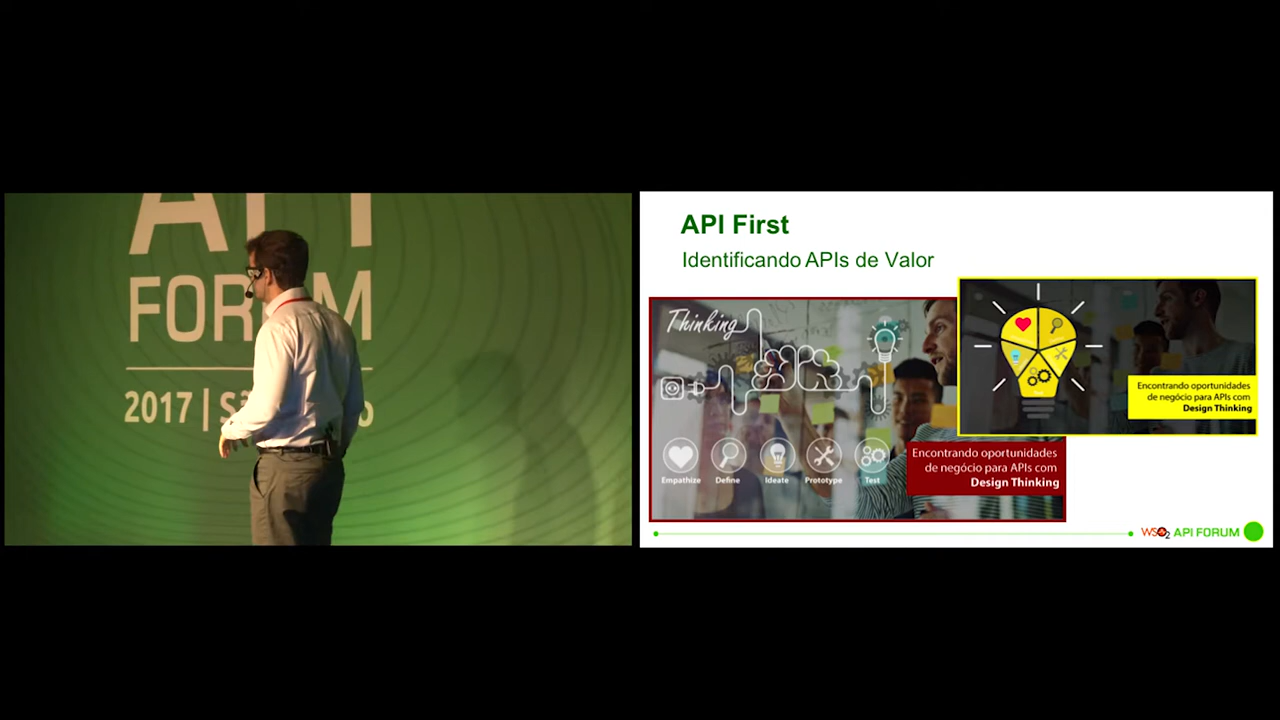 API
FORUM
2017 | São
API First
Identificando APIs de Valor
Thinking
Empathize Define Ideate Prototype Test
Encontrando oportunidades
de negócio para APIs com
Design Thinking
Encontrando oportunidades
de negócio para APIs com
Design Thinking
WSO2 API FORUM